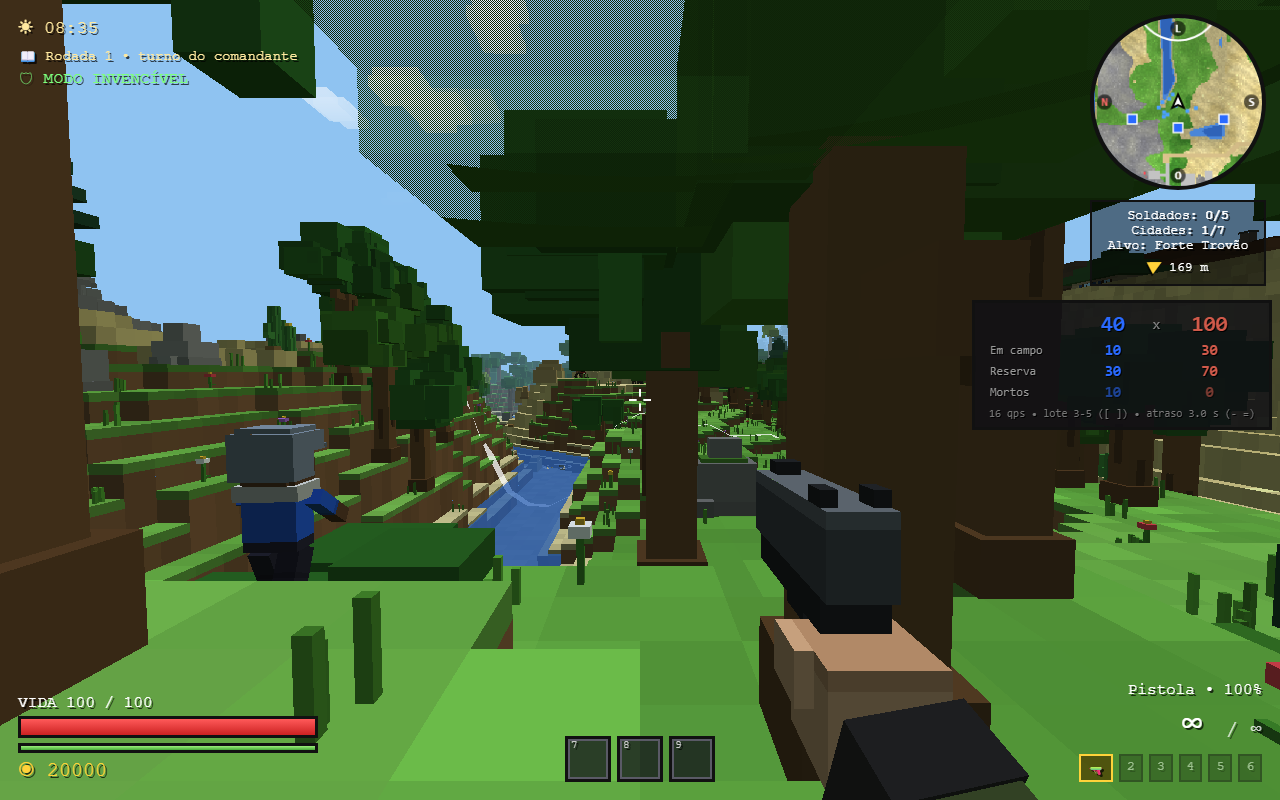 08:35
Rodada 1 • turno do comandante
MODO INVENCÍVEL
L
N
S
O
Soldados: 0/5
Cidades: 1/7
Alvo: Forte Trovão
169 m
40 x 100
Em campo 10 30
Reserva 30 70
Mortos 10 0
16 qps • lote 3-5 ([ ]) • atraso 3.0 s (- =)
VIDA 100 / 100
20000
7 8 9
Pistola • 100%
∞ / ∞
2 3 4 5 6